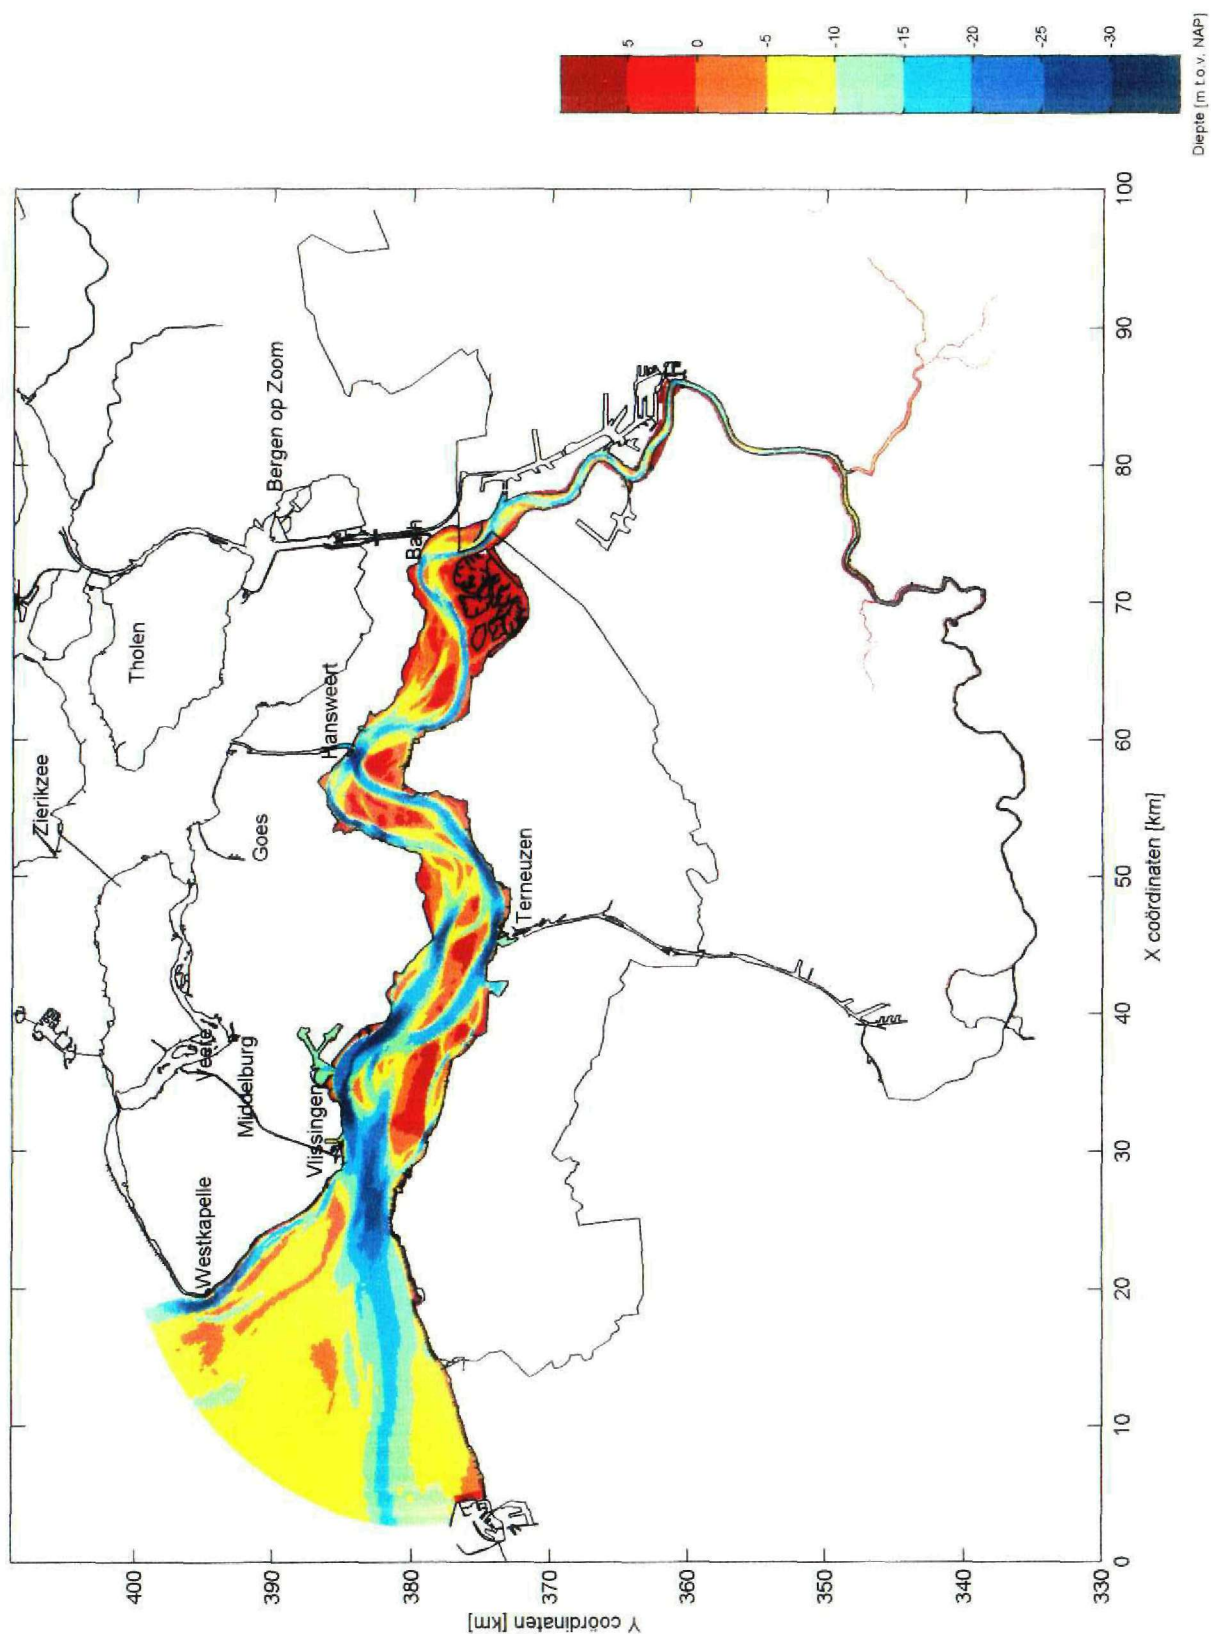 Zierikzee
Tholen
Bergen op Zoom
Veere
Middelburg
Goes
Westkapelle
Vlissingen
Hansweert
Bath
Terneuzen
400
390
380
370
360
350
340
330
Y coördinaten [km]
0
10
20
30
40
50
60
70
80
90
100
X coördinaten [km]
5
0
-5
-10
-15
-20
-25
-30
Diepte [m t.o.v. NAP]